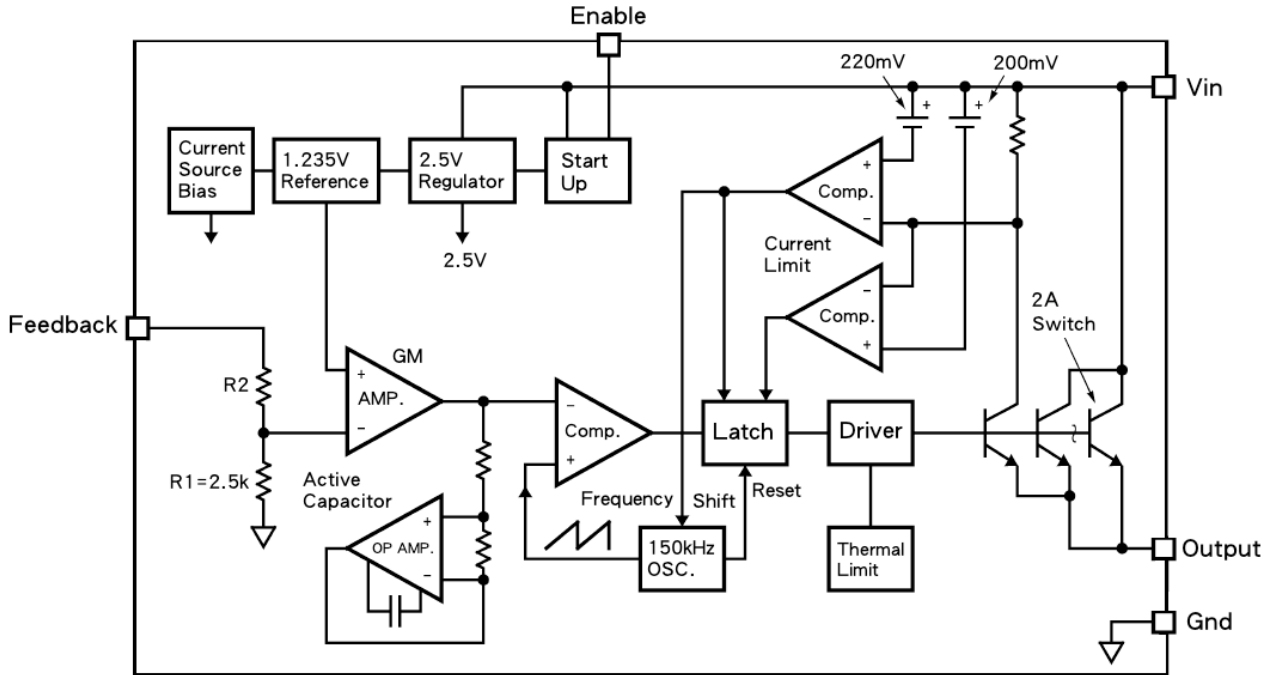 Enable
220mV
200mV
+
+
Vin
Current
Source
Bias
1.235V
Reference
2.5V
Regulator
Start
Up
+
Comp.
−
2.5V
Current
Limit
−
Comp.
+
2A
Switch
Feedback
GM
R2
+
AMP.
−
−
Comp.
+
Latch
Driver
R1=2.5k
Active
Capacitor
Frequency
Shift
Reset
+
OP AMP.
−
150kHz
OSC.
Thermal
Limit
Output
Gnd